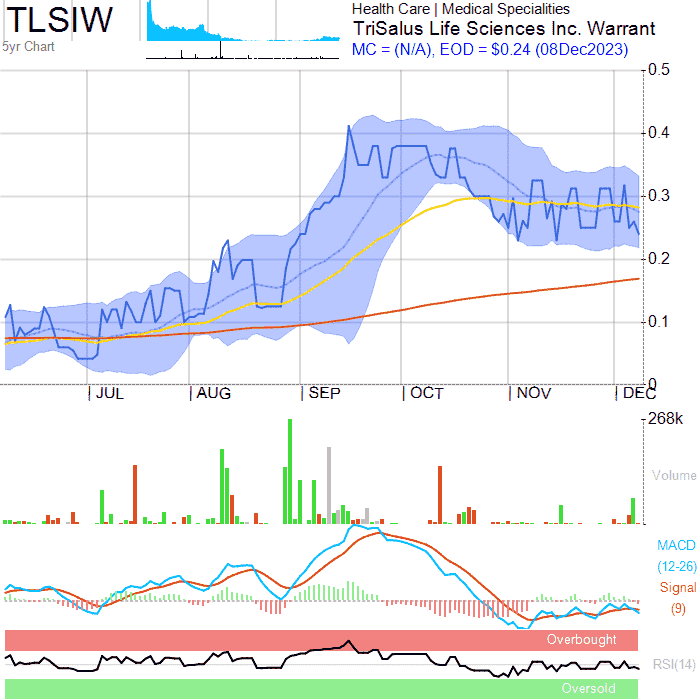 TLSIW
5yr Chart
Health Care | Medical Specialities
TriSalus Life Sciences Inc. Warrant
MC = (N/A), EOD = $0.24 (08Dec2023)
0.5
0.4
0.3
0.2
0.1
0
JUL
AUG
SEP
OCT
NOV
DEC
268k
Volume
MACD
(12-26)
Signal
(9)
Overbought
RSI(14)
Oversold